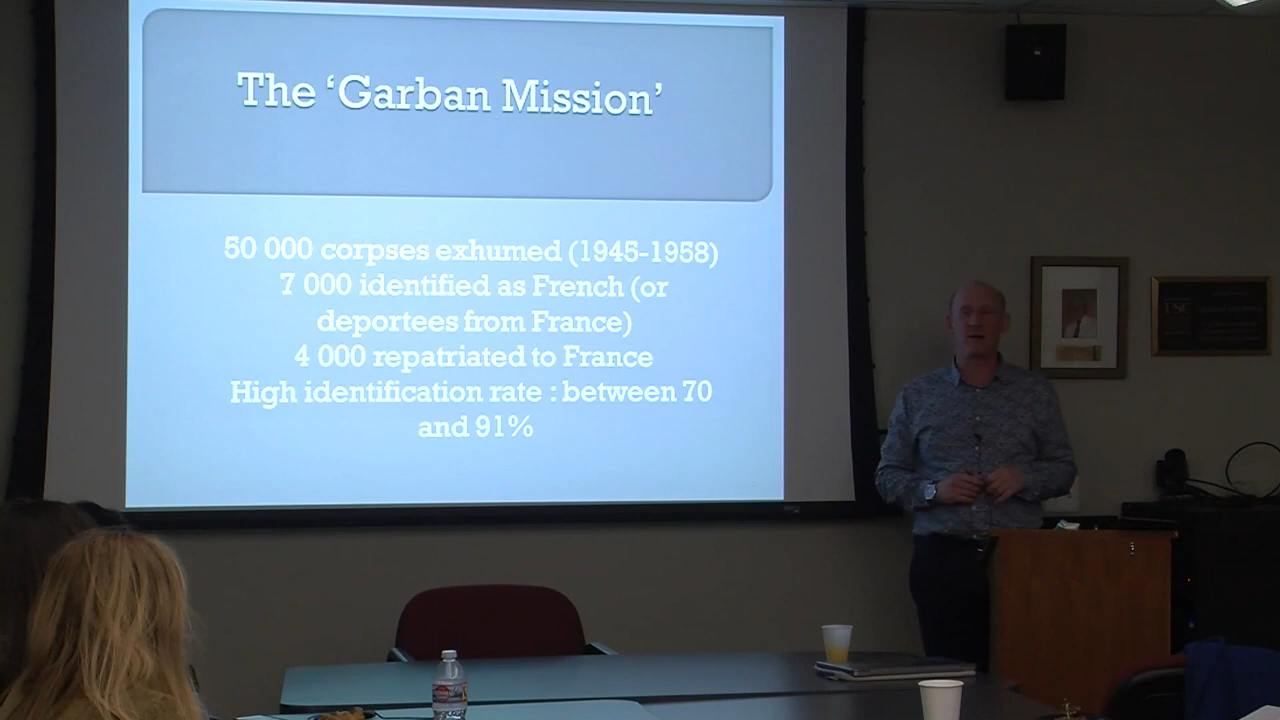 The ‘Garban Mission’
50 000 corpses exhumed (1945-1958)
7 000 identified as French (or
deportees from France)
4 000 repatriated to France
High identification rate : between 70
and 91%
USC